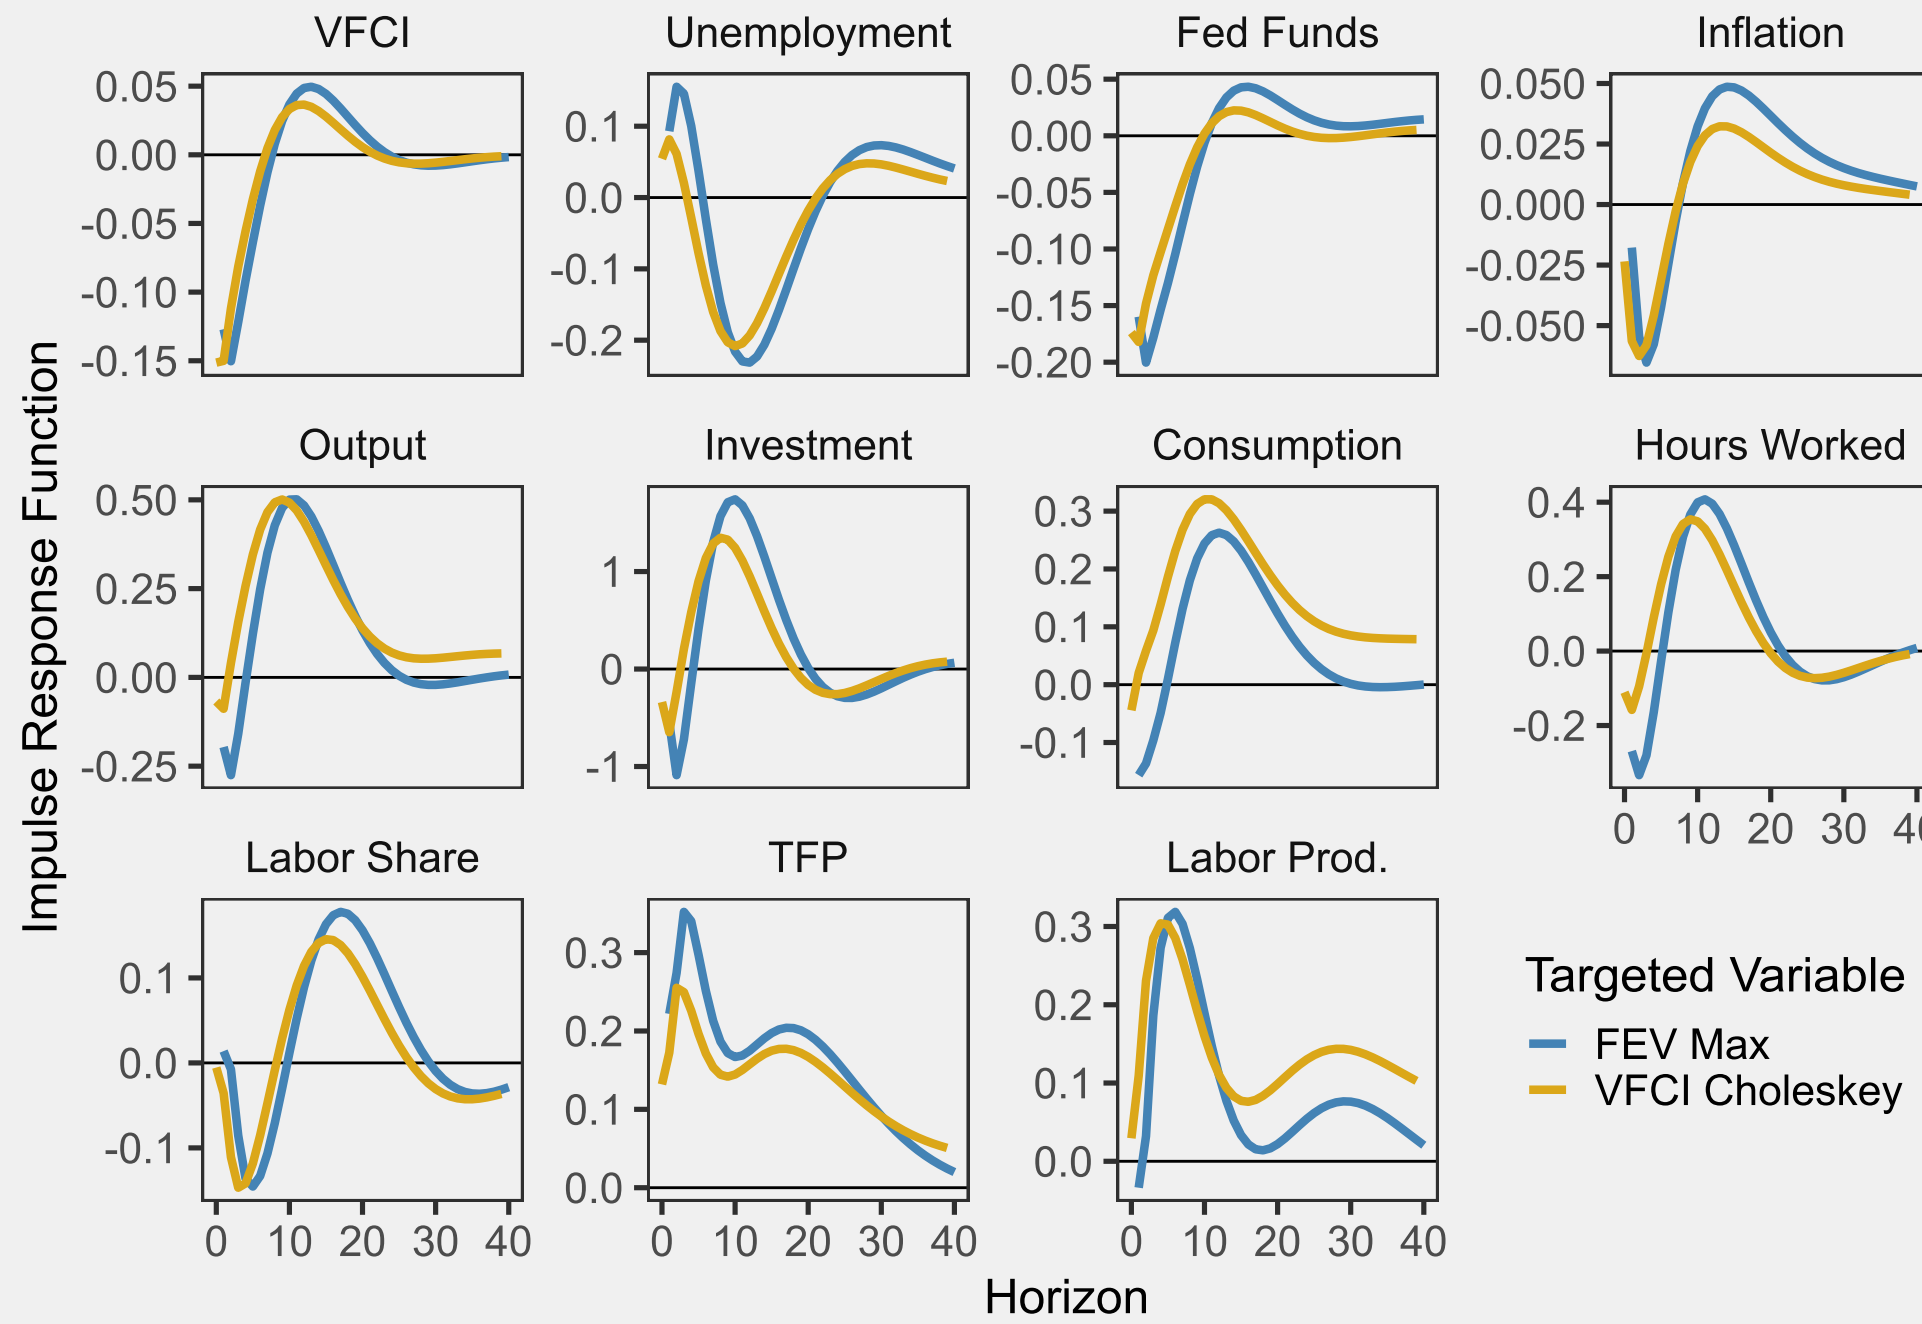 VFCI
Unemployment
Fed Funds
Inflation
0.05
0.00
-0.05
-0.10
-0.15
0.1
0.0
-0.1
-0.2
0.05
0.00
-0.05
-0.10
-0.15
-0.20
0.050
0.025
0.000
-0.025
-0.050
Impulse Response Function
Output
Investment
Consumption
Hours Worked
0.50
0.25
0.00
-0.25
1
0
-1
0.3
0.2
0.1
0.0
-0.1
0.4
0.2
0.0
-0.2
0 10 20 30
Labor Share
TFP
Labor Prod.
0.1
0.0
-0.1
0.3
0.2
0.1
0.0
0.3
0.2
0.1
0.0
0 10 20 30 40
0 10 20 30 40
0 10 20 30 40
Horizon
Targeted Variable
FEV Max
VFCI Choleskey